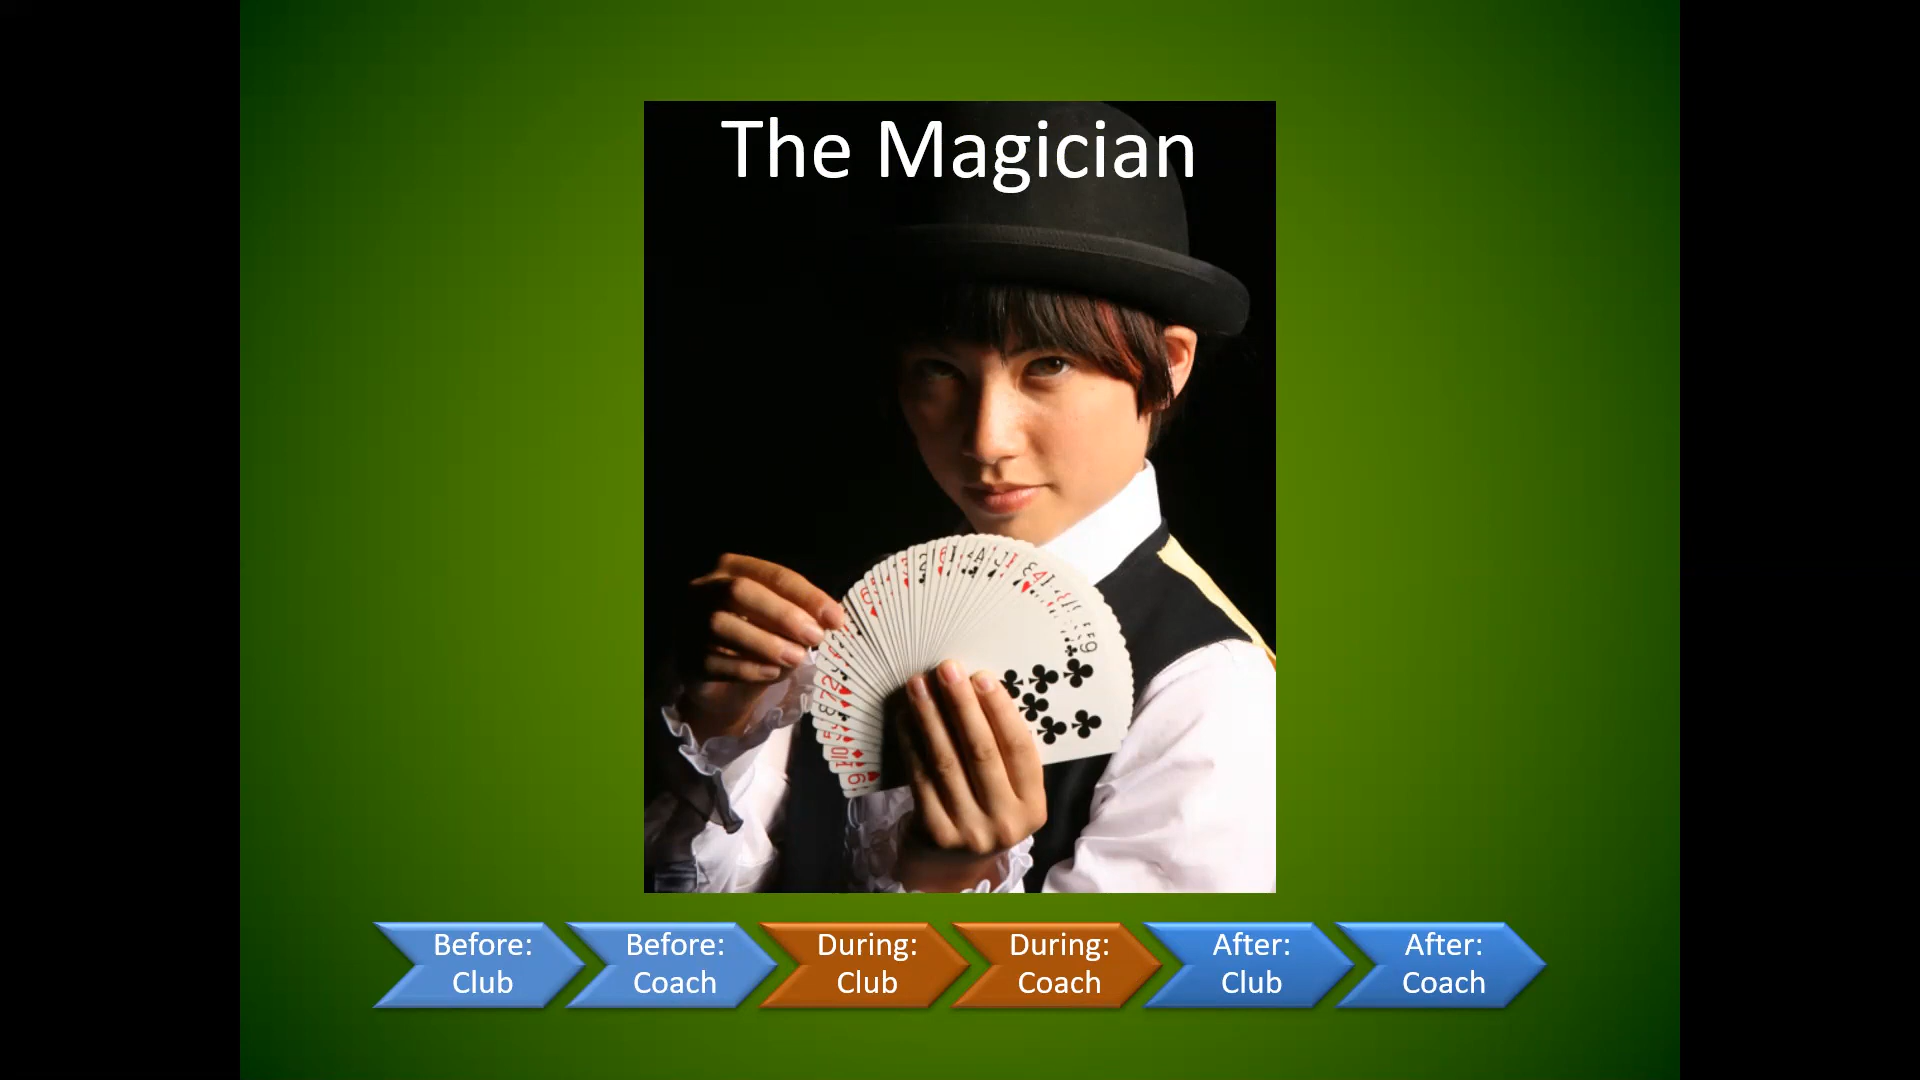 The Magician
Before:
Club
Before:
Coach
During:
Club
During:
Coach
After:
Club
After:
Coach